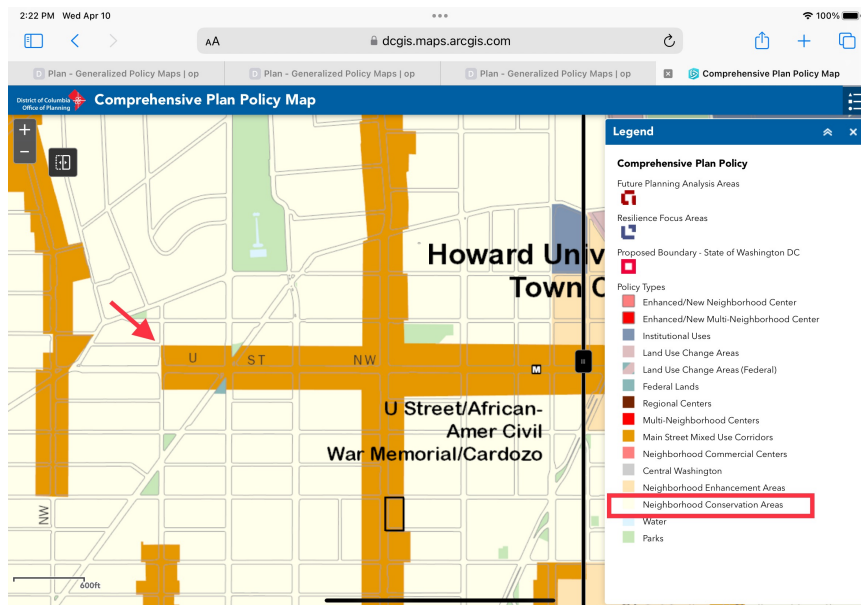 2:22 PM Wed Apr 10
100%
AA
dcgis.maps.arcgis.com
D Plan - Generalized Policy Maps | op
D Plan - Generalized Policy Maps | op
D Plan - Generalized Policy Maps | op
Comprehensive Plan Policy Map
District of Columbia
Office of Planning
Comprehensive Plan Policy Map
+
−
Howard Univ
Town C
U ST NW
M
U Street/African-
Amer Civil
War Memorial/Cardozo
NW
600ft
Legend
Comprehensive Plan Policy
Future Planning Analysis Areas
Resilience Focus Areas
Proposed Boundary - State of Washington DC
Policy Types
Enhanced/New Neighborhood Center
Enhanced/New Multi-Neighborhood Center
Institutional Uses
Land Use Change Areas
Land Use Change Areas (Federal)
Federal Lands
Regional Centers
Multi-Neighborhood Centers
Main Street Mixed Use Corridors
Neighborhood Commercial Centers
Central Washington
Neighborhood Enhancement Areas
Neighborhood Conservation Areas
Water
Parks